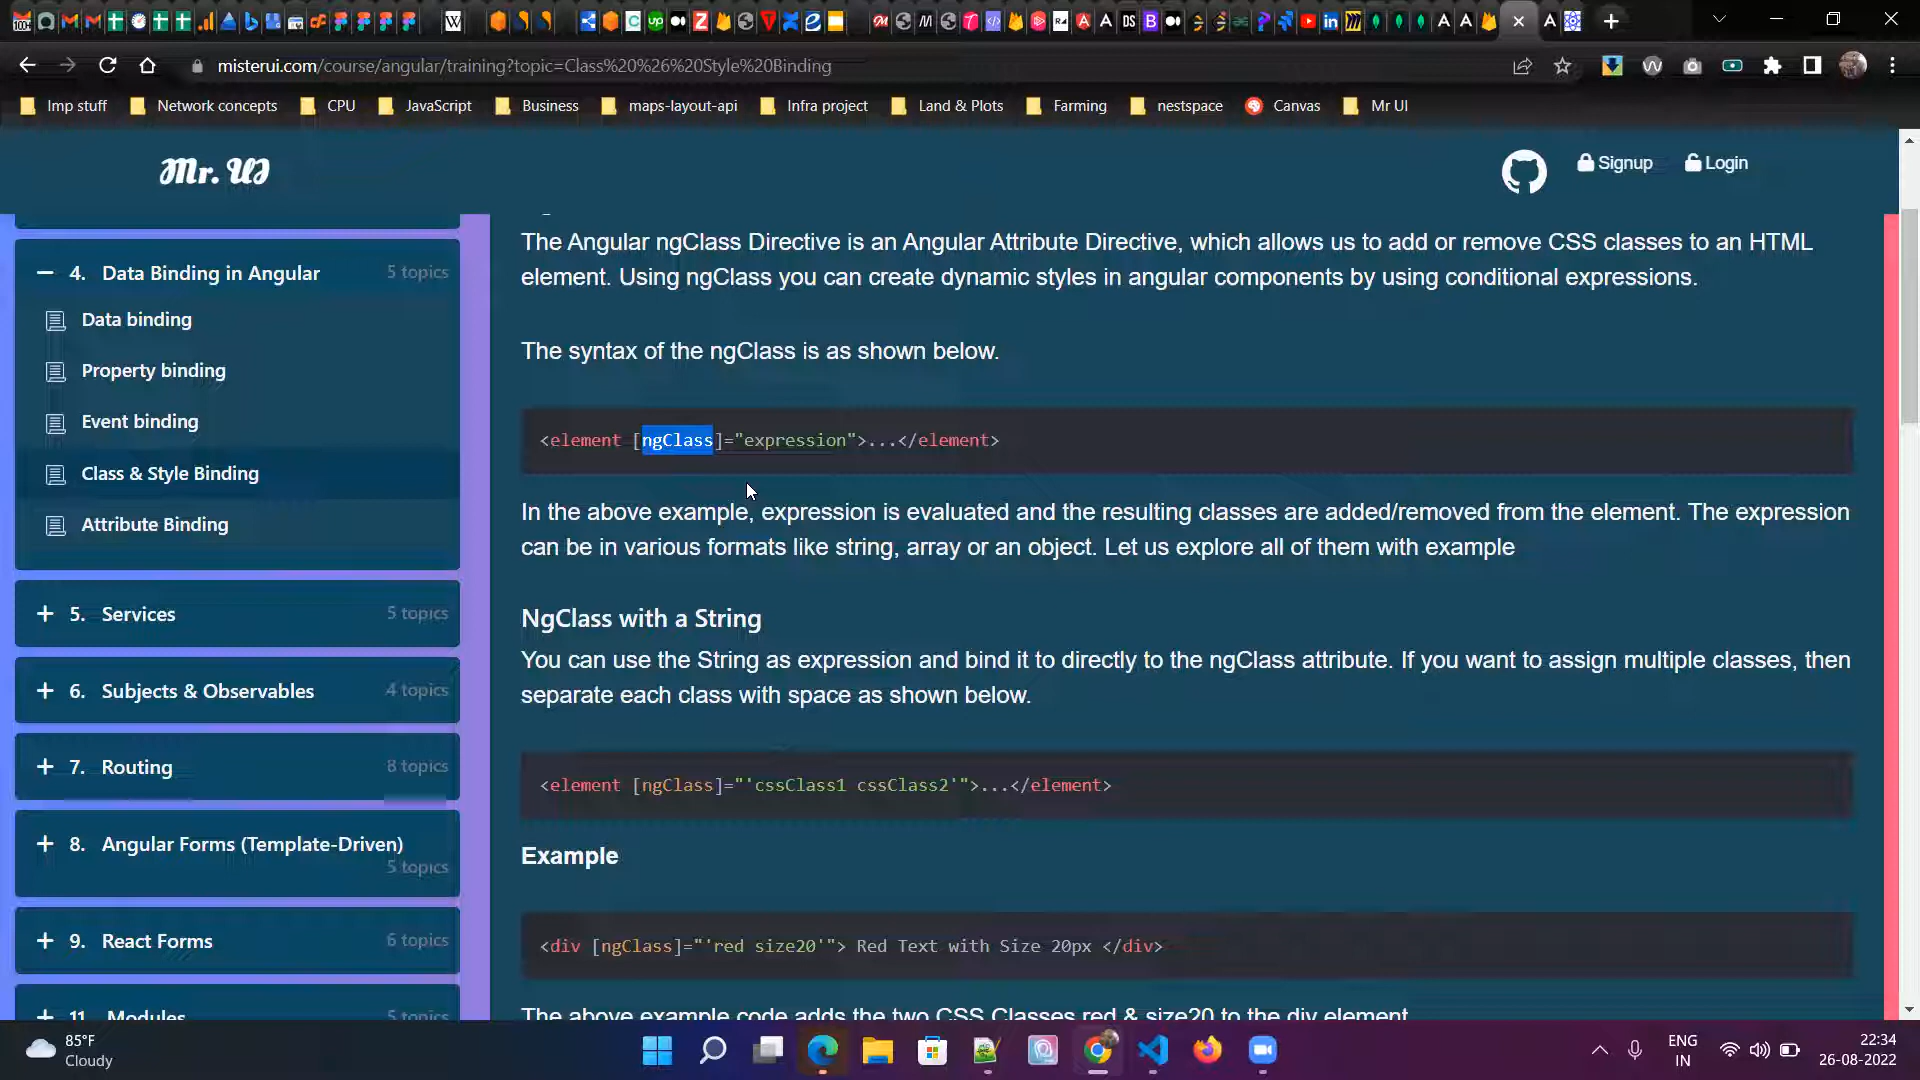 misterui.com/course/angular/training?topic=Class%20%26%20Style%20Binding
Imp stuff
Network concepts
CPU
JavaScript
Business
maps-layout-api
Infra project
Land & Plots
Farming
nestspace
Canvas
Mr UI
Mr. UI
Signup
Login
4. Data Binding in Angular
5 topics
Data binding
Property binding
Event binding
Class & Style Binding
Attribute Binding
5. Services
5 topics
6. Subjects & Observables
4 topics
7. Routing
8 topics
8. Angular Forms (Template-Driven)
5 topics
9. React Forms
6 topics
11. Modules
5 topics
The Angular ngClass Directive is an Angular Attribute Directive, which allows us to add or remove CSS classes to an HTML
element. Using ngClass you can create dynamic styles in angular components by using conditional expressions.
The syntax of the ngClass is as shown below.
<element [ngClass]="expression">...</element>
In the above example, expression is evaluated and the resulting classes are added/removed from the element. The expression
can be in various formats like string, array or an object. Let us explore all of them with example
NgClass with a String
You can use the String as expression and bind it to directly to the ngClass attribute. If you want to assign multiple classes, then
separate each class with space as shown below.
<element [ngClass]="'cssClass1 cssClass2'">...</element>
Example
<div [ngClass]="'red size20'"> Red Text with Size 20px </div>
The above example code adds the two CSS Classes red & size20 to the div element.
85°F
Cloudy
ENG
IN
22:34
26-08-2022